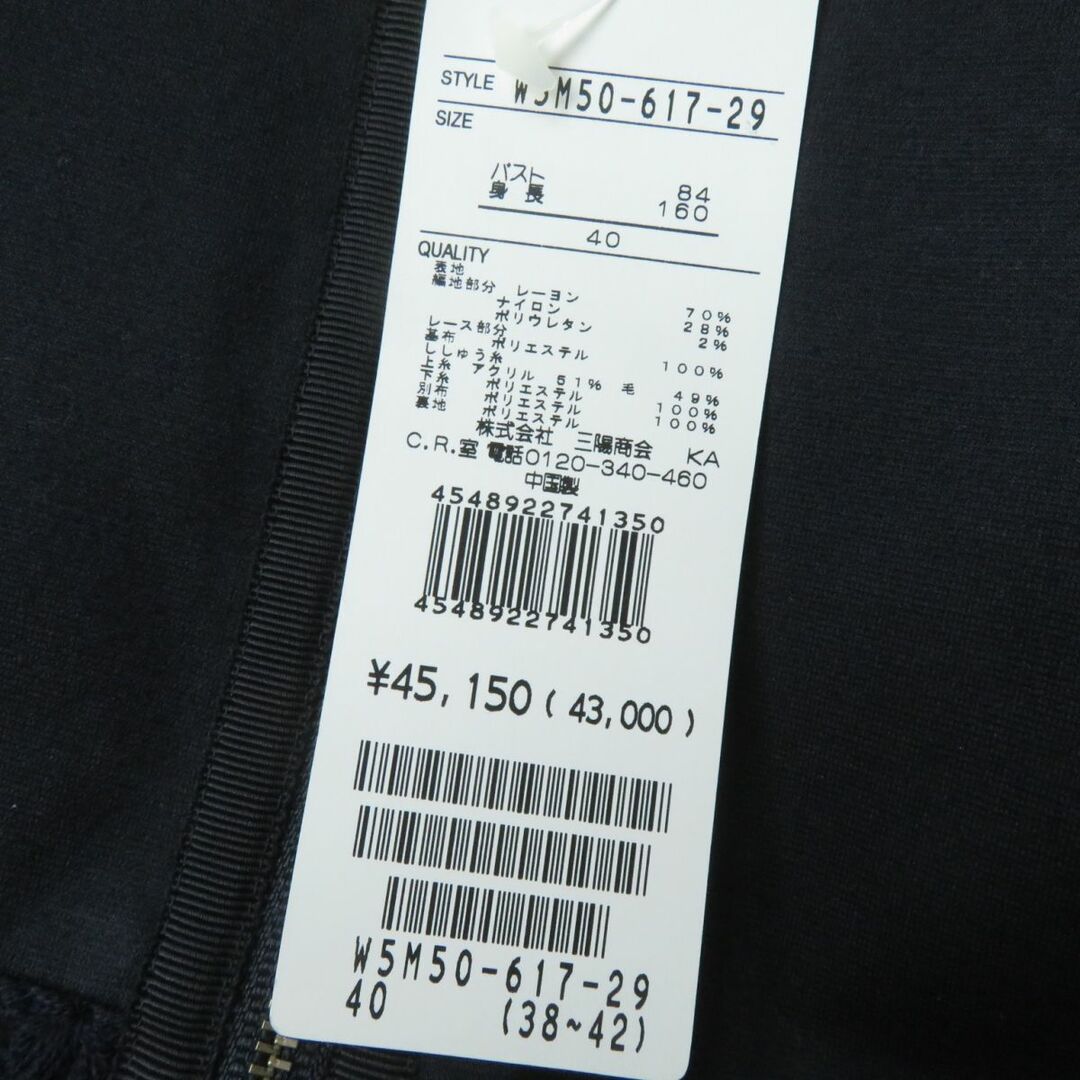 STYLE W5M50-617-29
SIZE
バスト 84
身長 160
40
QUALITY
表地
編地部分 レーヨン 70%
ナイロン 28%
ポリウレタン 2%
レース部分
基布 ポリエステル 100%
ししゅう糸
上糸 アクリル 51% 毛 49%
下糸 ポリエステル 100%
別布 ポリエステル 100%
裏地 ポリエステル
株式会社 三陽商会 KA
C.R.室 電話0120-340-460
中国製
4548922741350
4548922741350
¥45,150(43,000)
W5M50-617-29
40 (38~42)